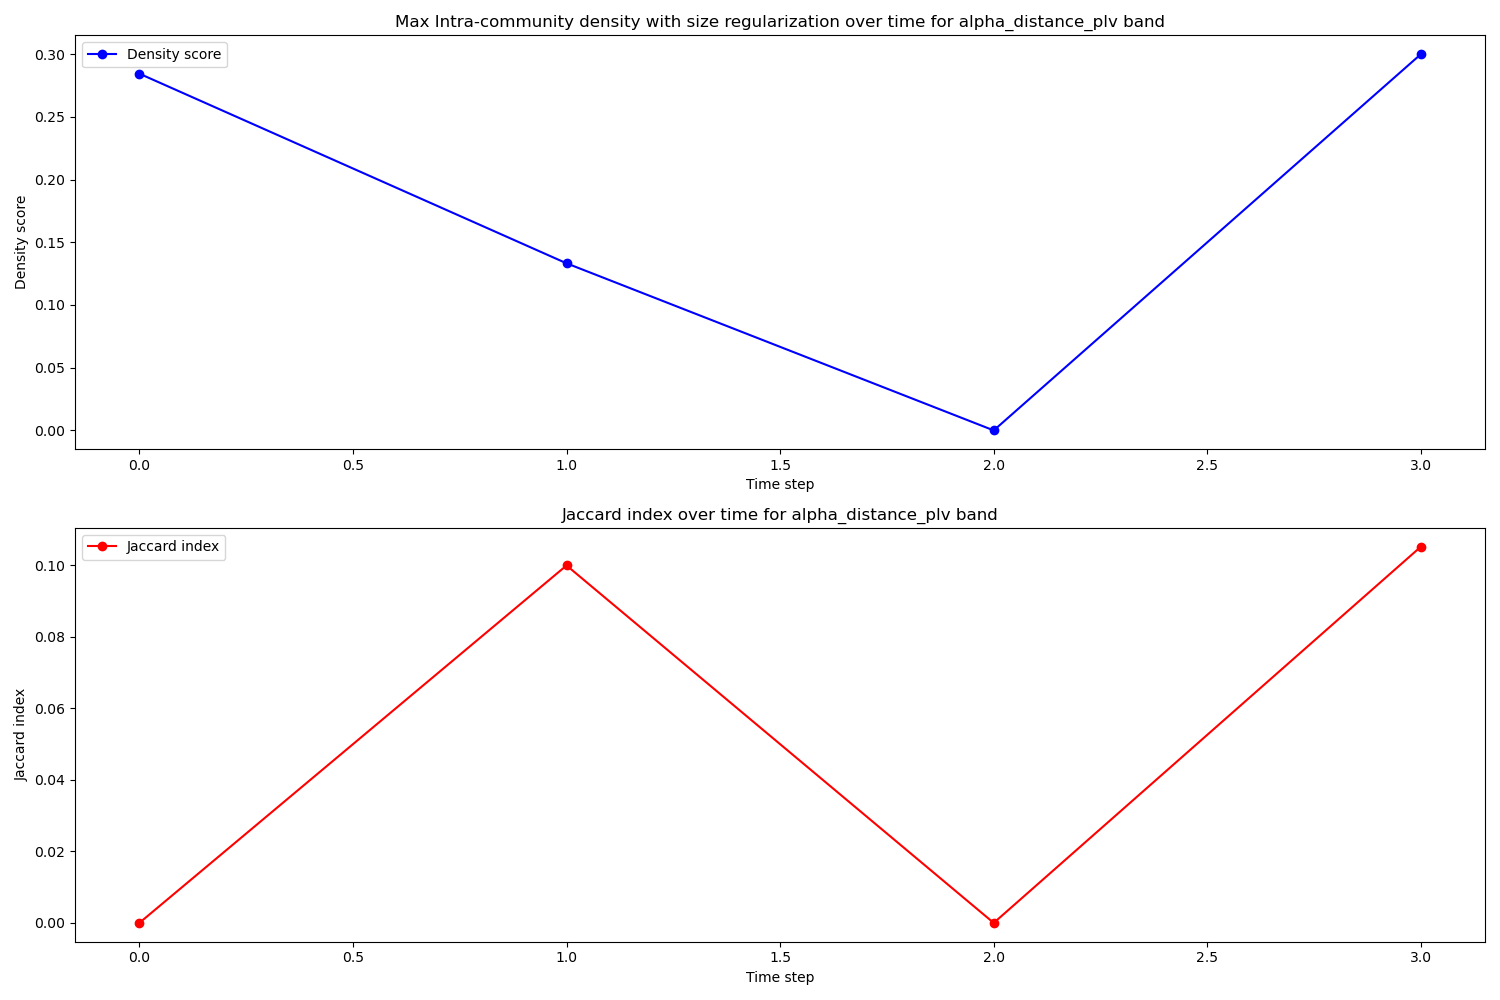 Max Intra-community density with size regularization over time for alpha_distance_plv band
Density score
0.30
0.25
0.20
0.15
0.10
0.05
0.00
Density score
0.0 0.5 1.0 1.5 2.0 2.5 3.0
Time step
Jaccard index over time for alpha_distance_plv band
Jaccard index
0.10
0.08
0.06
0.04
0.02
0.00
Jaccard index
0.0 0.5 1.0 1.5 2.0 2.5 3.0
Time step